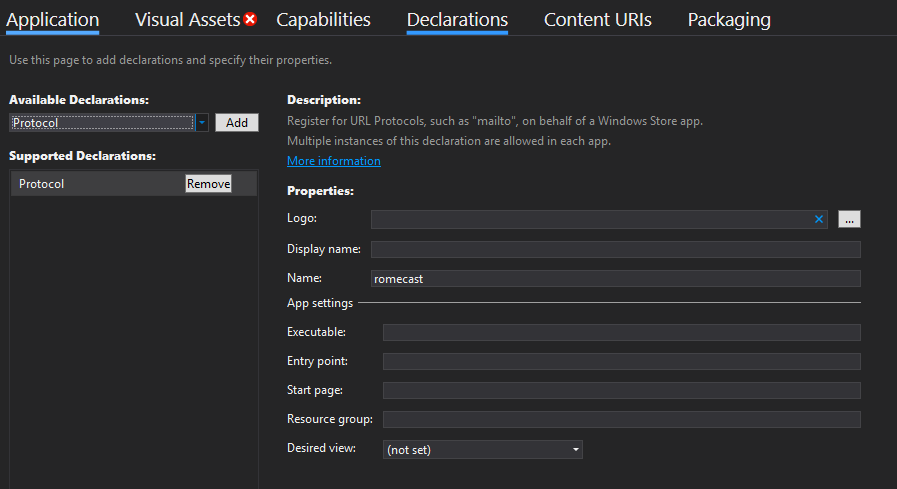 Application Visual Assets Capabilities Declarations Content URIs Packaging
Use this page to add declarations and specify their properties.
Available Declarations:
Protocol Add
Supported Declarations:
Protocol Remove
Description:
Register for URL Protocols, such as "mailto", on behalf of a Windows Store app.
Multiple instances of this declaration are allowed in each app.
More information
Properties:
Logo: ...
Display name:
Name: romecast
App settings
Executable:
Entry point:
Start page:
Resource group:
Desired view: (not set)